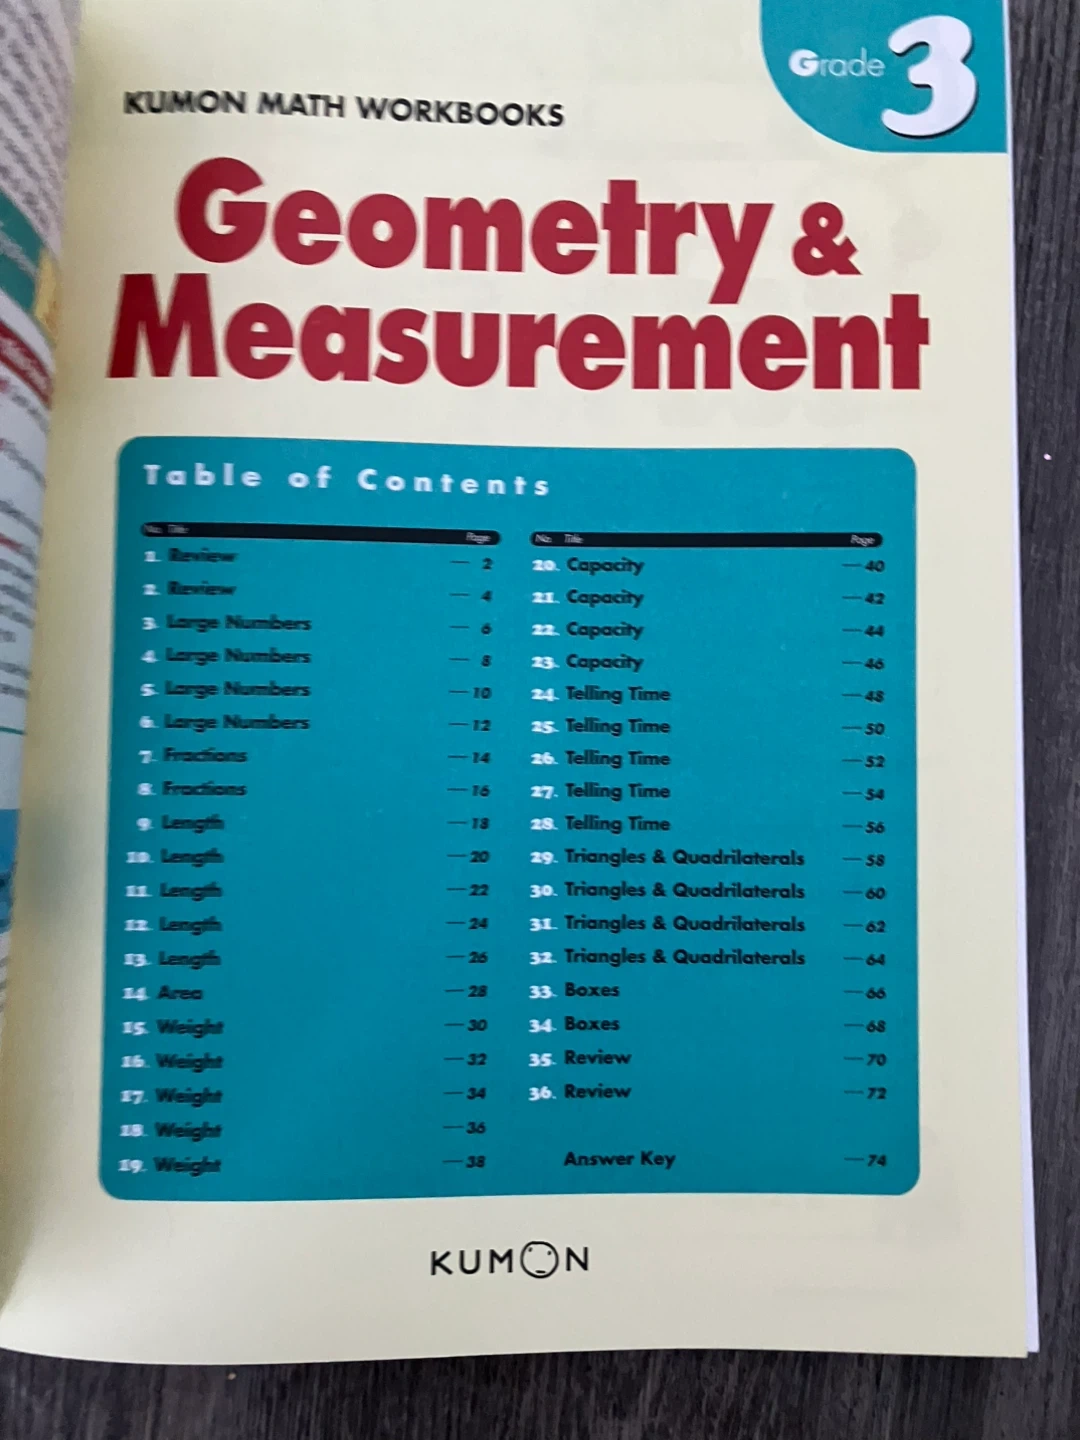 Grade 3
KUMON MATH WORKBOOKS
Geometry &
Measurement
Table of Contents
No. Title Page
1. Review — 2
2. Review — 4
3. Large Numbers — 6
4. Large Numbers — 8
5. Large Numbers — 10
6. Large Numbers — 12
7. Fractions — 14
8. Fractions — 16
9. Length — 18
10. Length — 20
11. Length — 22
12. Length — 24
13. Length — 26
14. Area — 28
15. Weight — 30
16. Weight — 32
17. Weight — 34
18. Weight — 36
19. Weight — 38
No. Title Page
20. Capacity — 40
21. Capacity — 42
22. Capacity — 44
23. Capacity — 46
24. Telling Time — 48
25. Telling Time — 50
26. Telling Time — 52
27. Telling Time — 54
28. Telling Time — 56
29. Triangles & Quadrilaterals — 58
30. Triangles & Quadrilaterals — 60
31. Triangles & Quadrilaterals — 62
32. Triangles & Quadrilaterals — 64
33. Boxes — 66
34. Boxes — 68
35. Review — 70
36. Review — 72
Answer Key — 74
KUMON